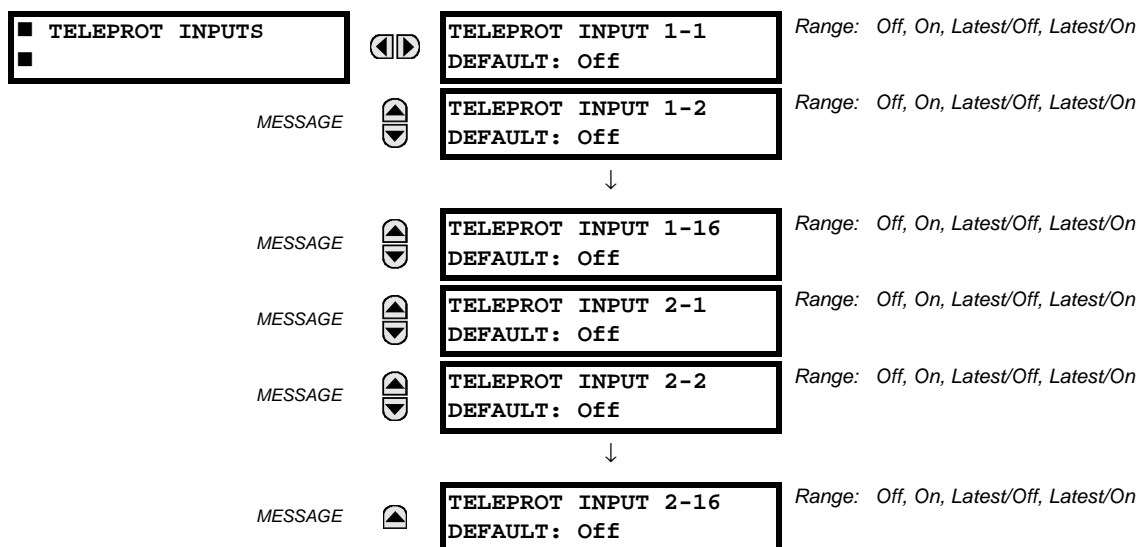 ■ TELEPROT INPUTS
■
TELEPROT INPUT 1-1
DEFAULT: Off
Range: Off, On, Latest/Off, Latest/On
MESSAGE
TELEPROT INPUT 1-2
DEFAULT: Off
Range: Off, On, Latest/Off, Latest/On
↓
MESSAGE
TELEPROT INPUT 1-16
DEFAULT: Off
Range: Off, On, Latest/Off, Latest/On
MESSAGE
TELEPROT INPUT 2-1
DEFAULT: Off
Range: Off, On, Latest/Off, Latest/On
MESSAGE
TELEPROT INPUT 2-2
DEFAULT: Off
Range: Off, On, Latest/Off, Latest/On
↓
MESSAGE
TELEPROT INPUT 2-16
DEFAULT: Off
Range: Off, On, Latest/Off, Latest/On